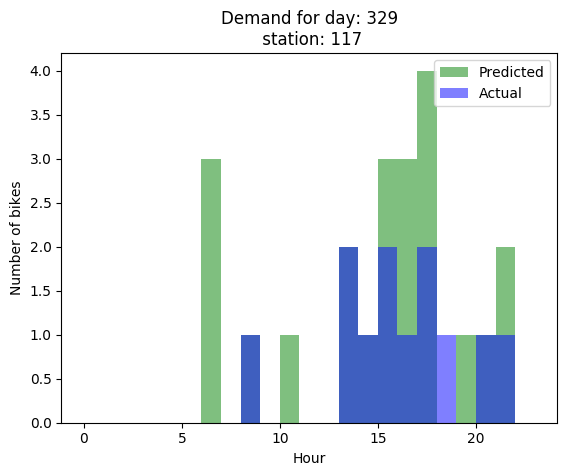 Demand for day: 329
station: 117
Predicted
Actual
4.0
3.5
3.0
2.5
2.0
1.5
1.0
0.5
0.0
Number of bikes
0 5 10 15 20
Hour